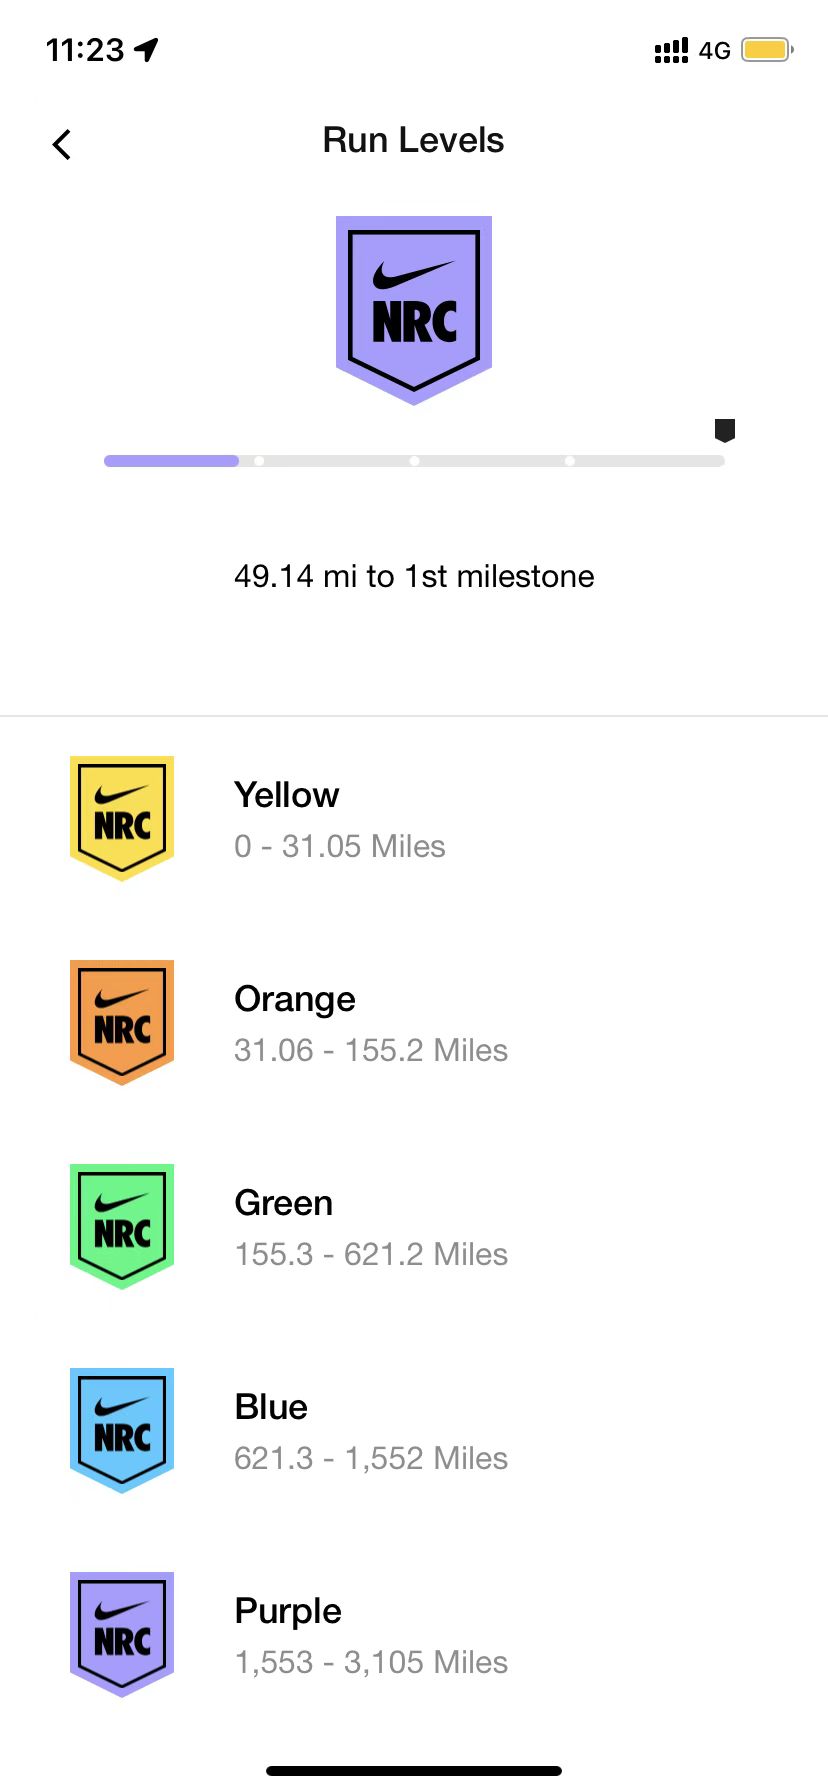 11:23
4G
Run Levels
NRC
49.14 mi to 1st milestone
NRC
Yellow
0 - 31.05 Miles
NRC
Orange
31.06 - 155.2 Miles
NRC
Green
155.3 - 621.2 Miles
NRC
Blue
621.3 - 1,552 Miles
NRC
Purple
1,553 - 3,105 Miles